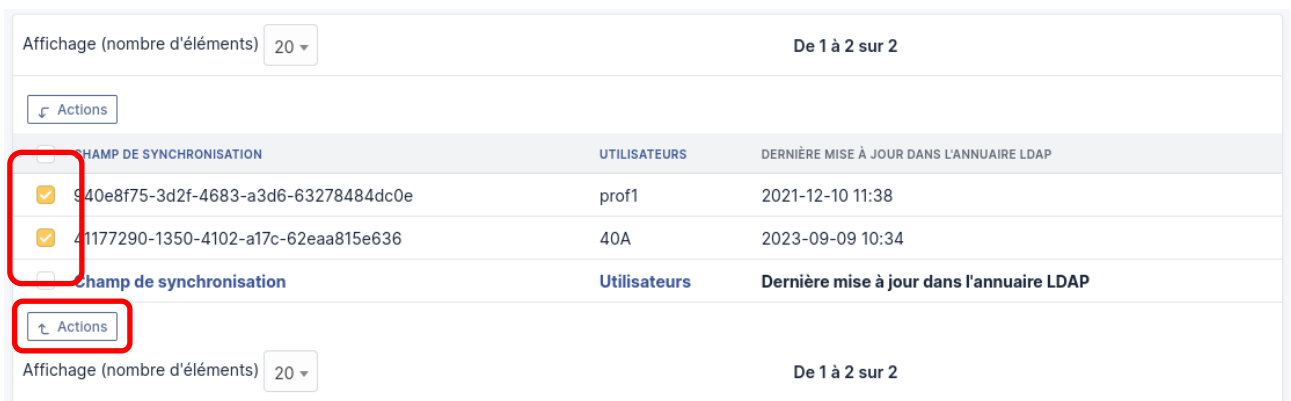 Affichage (nombre d'éléments) 20 De 1 à 2 sur 2
Actions
CHAMP DE SYNCHRONISATION UTILISATEURS DERNIÈRE MISE À JOUR DANS L'ANNUAIRE LDAP
940e8f75-3d2f-4683-a3d6-63278484dc0e prof1 2021-12-10 11:38
41177290-1350-4102-a17c-62eaa815e636 40A 2023-09-09 10:34
Champ de synchronisation Utilisateurs Dernière mise à jour dans l'annuaire LDAP
Actions
Affichage (nombre d'éléments) 20 De 1 à 2 sur 2